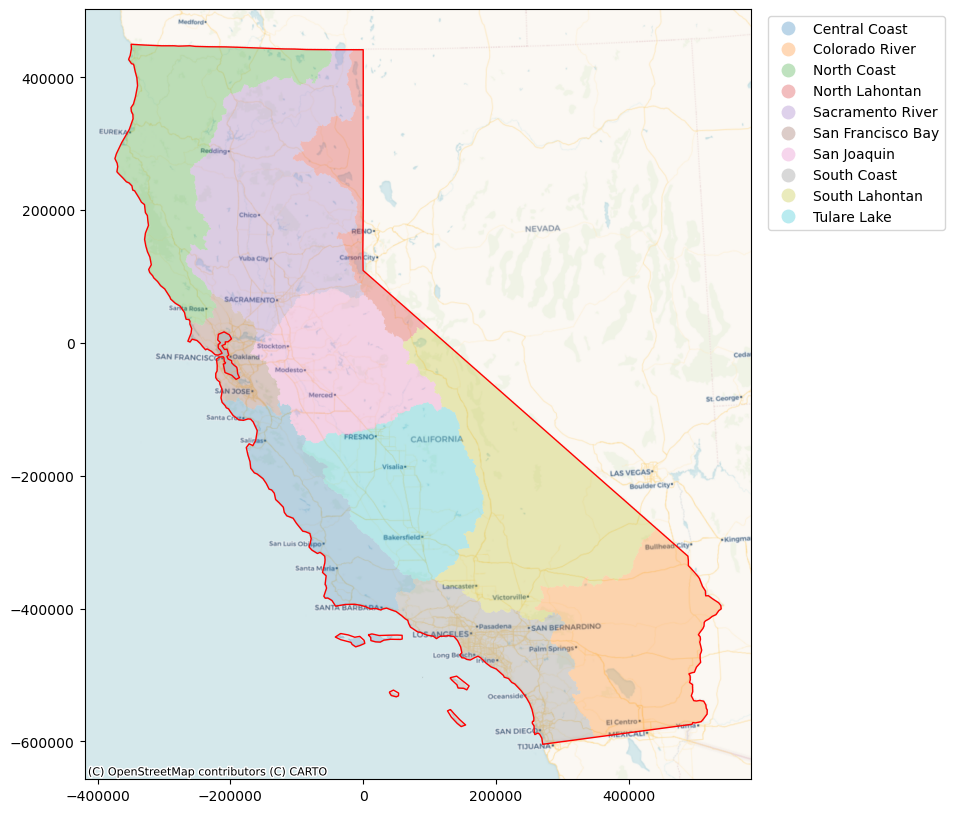 Medford•
Central Coast
Colorado River
North Coast
North Lahontan
Sacramento River
San Francisco Bay
San Joaquin
South Coast
South Lahontan
Tulare Lake
400000
EUREKA•
Redding•
200000
Chico•
NEVADA
RENO•
Yuba City•
Carson City•
SACRAMENTO•
Santa Rosa•
0
Stockton•
SAN FRANCISCO
•Oakland
Modesto•
SAN JOSE•
Merced•
St. George•
Santa Cruz•
Salinas•
FRESNO•
CALIFORNIA
Visalia•
LAS VEGAS•
−200000
Boulder City•
Bakersfield•
San Luis Obispo•
Bullhead City•
•Kingma
Santa Maria•
Lancaster•
Victorville•
−400000
SANTA BARBARA•
•Pasadena
•SAN BERNARDINO
LOS ANGELES•
Palm Springs•
Long Beach•
Irvine•
Oceanside•
El Centro•
Yuma•
SAN DIEGO•
MEXICALI•
−600000
TIJUANA•
(C) OpenStreetMap contributors (C) CARTO
−400000
−200000
0
200000
400000